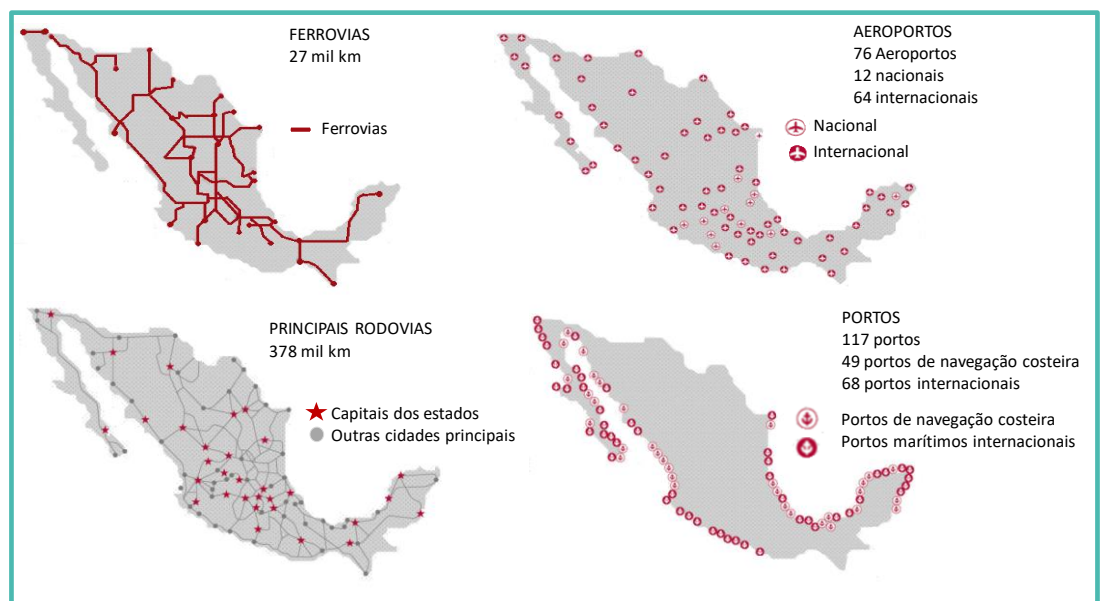 FERROVIAS
27 mil km
Ferrovias
AEROPORTOS
76 Aeroportos
12 nacionais
64 internacionais
Nacional
Internacional
PRINCIPAIS RODOVIAS
378 mil km
Capitais dos estados
Outras cidades principais
PORTOS
117 portos
49 portos de navegação costeira
68 portos internacionais
Portos de navegação costeira
Portos marítimos internacionais